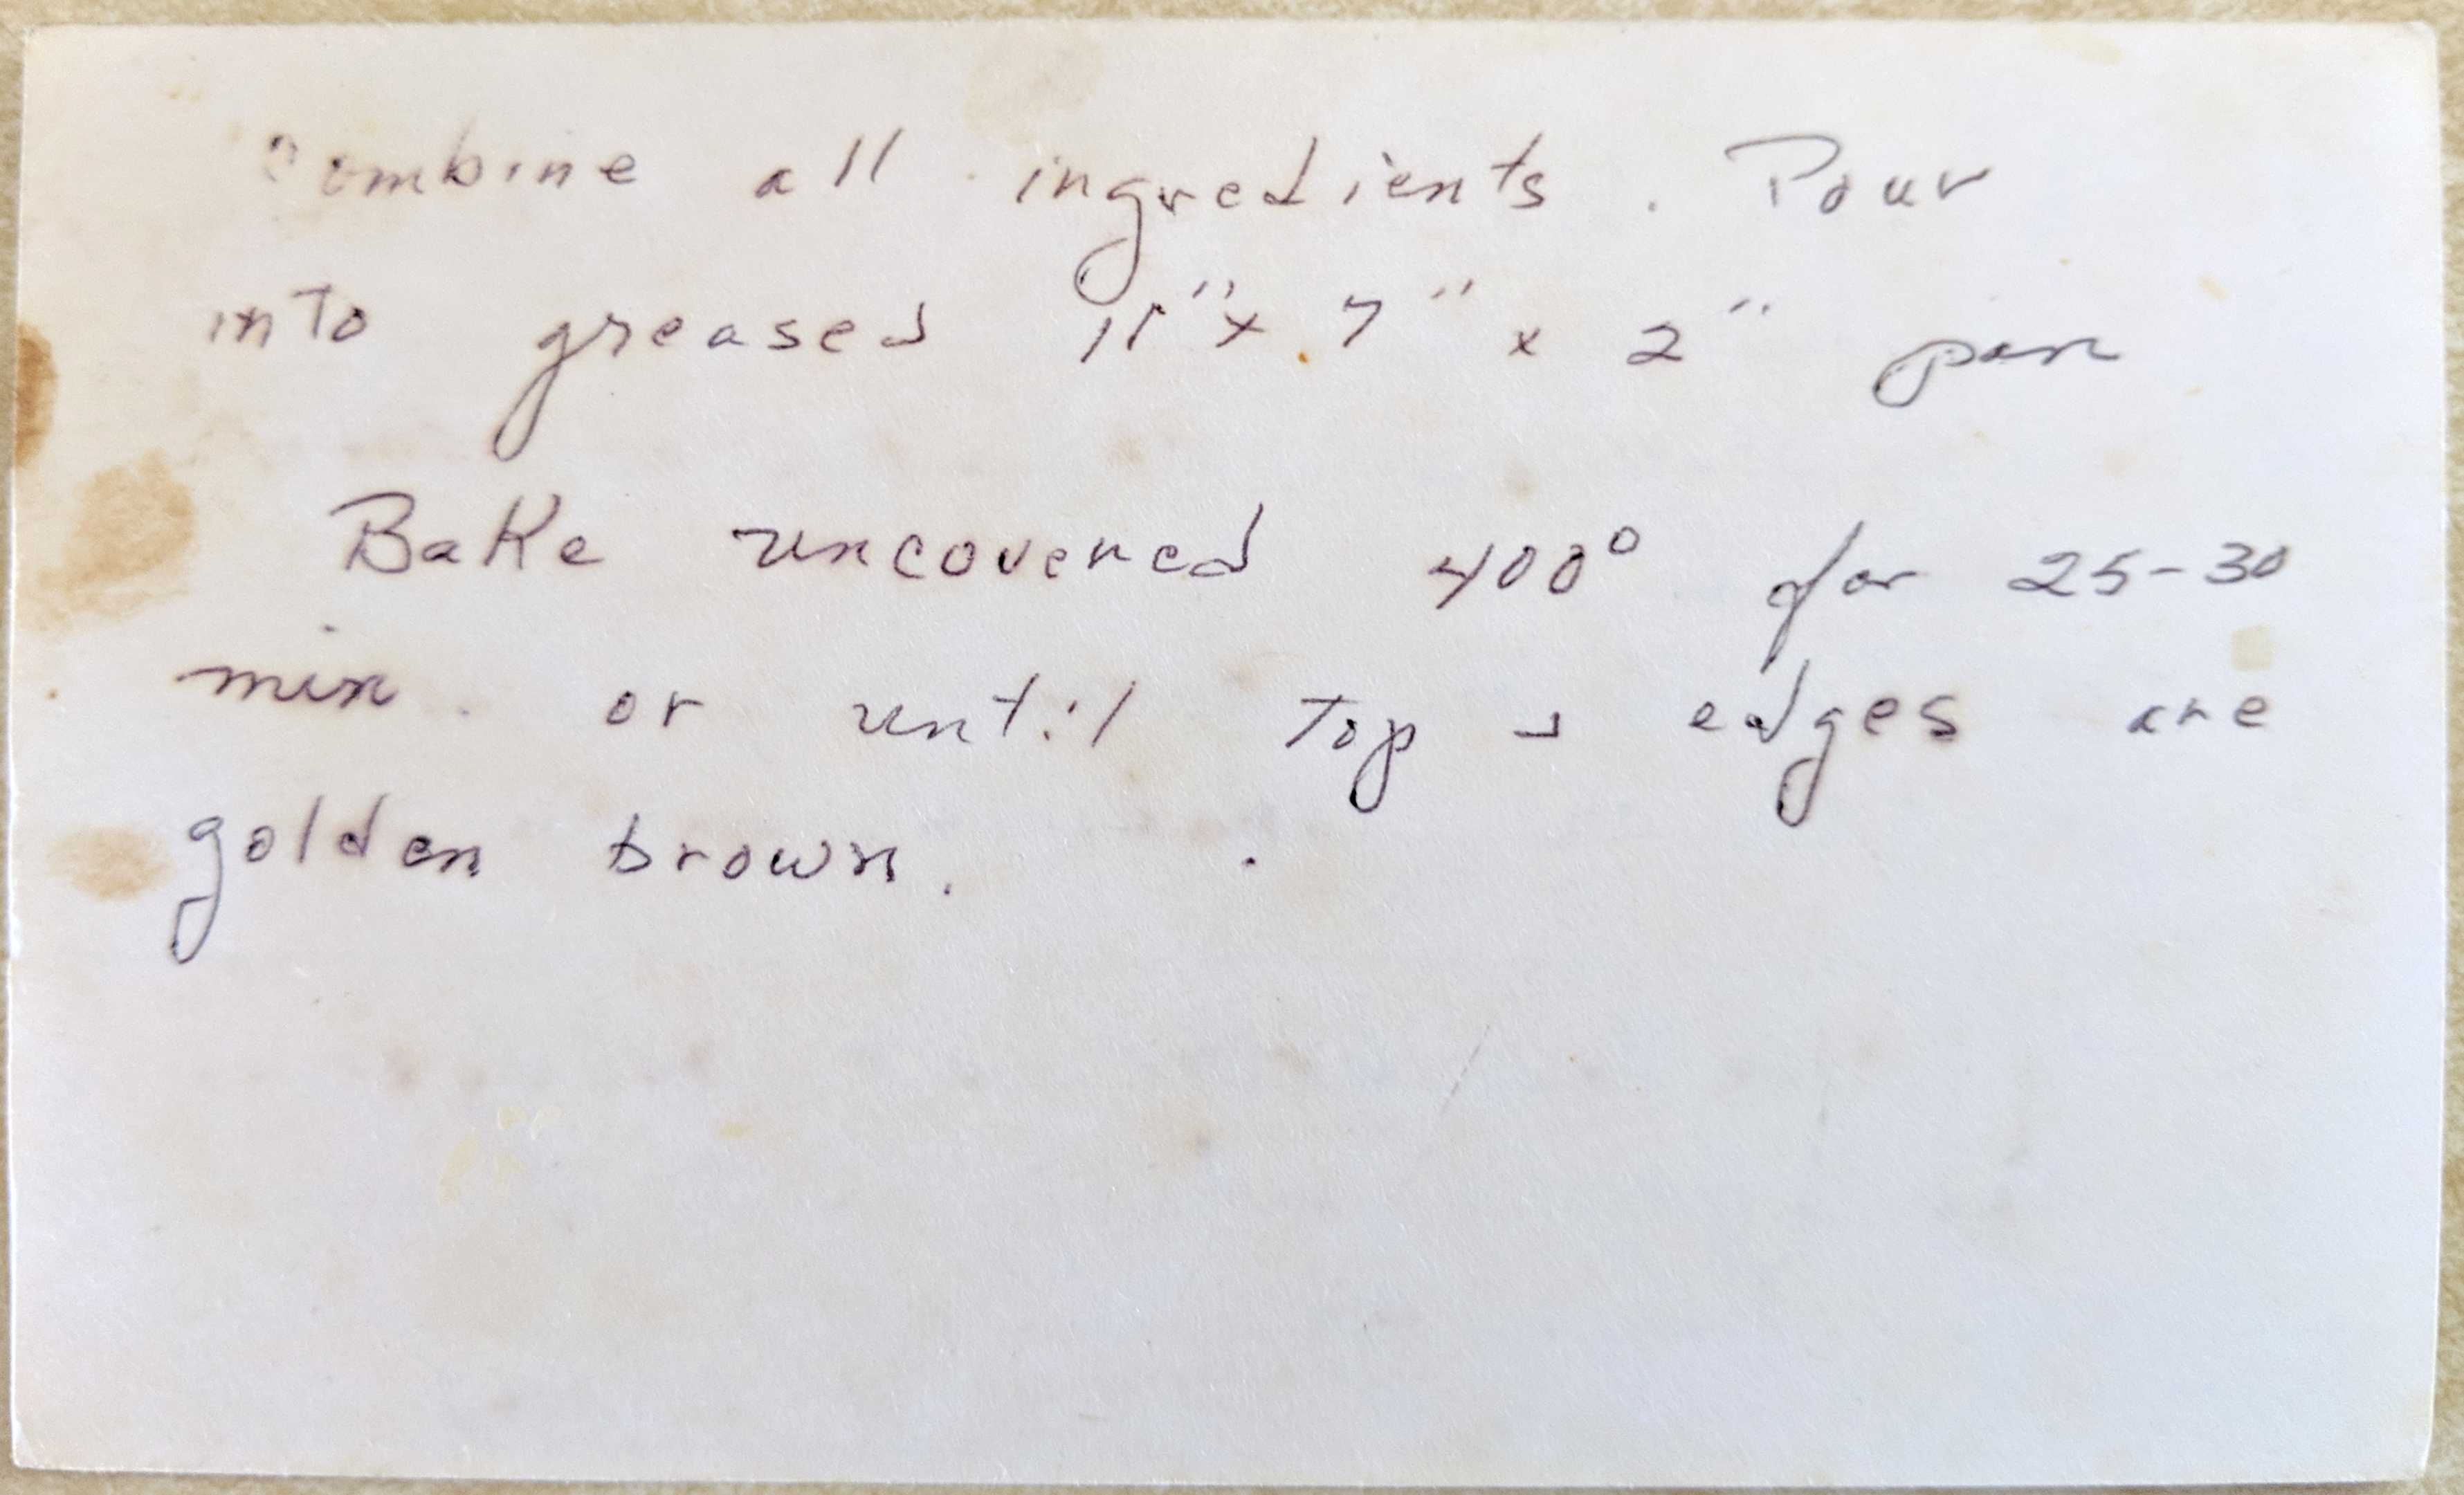 Combine all ingredients. Pour
into greased 11" x 7" x 2" pan
Bake uncovered 400° for 25-30
min. or until top & edges are
golden brown.